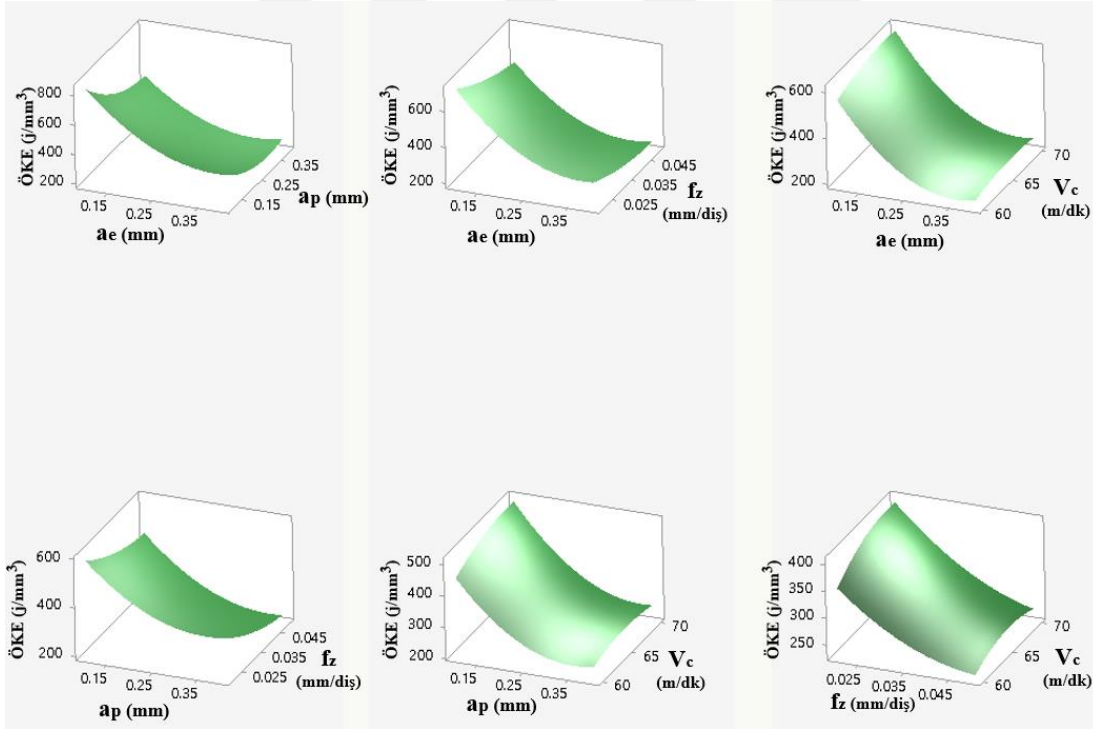 ÖKE (j/mm³)
800
600
400
200
0.15
0.25
0.35
ae (mm)
0.15
0.25
0.35
ap (mm)
ÖKE (j/mm³)
600
400
200
0.15
0.25
0.35
ae (mm)
0.025
0.035
0.045
fz
(mm/diş)
ÖKE (j/mm³)
600
400
200
0.15
0.25
0.35
ae (mm)
60
65
70
Vc
(m/dk)
ÖKE (j/mm³)
600
400
200
0.15
0.25
0.35
ap (mm)
0.025
0.035
0.045
fz
(mm/diş)
ÖKE (j/mm³)
500
400
300
200
0.15
0.25
0.35
ap (mm)
60
65
70
Vc
(m/dk)
ÖKE (j/mm³)
400
350
300
250
0.025
0.035
0.045
fz (mm/diş)
60
65
70
Vc
(m/dk)